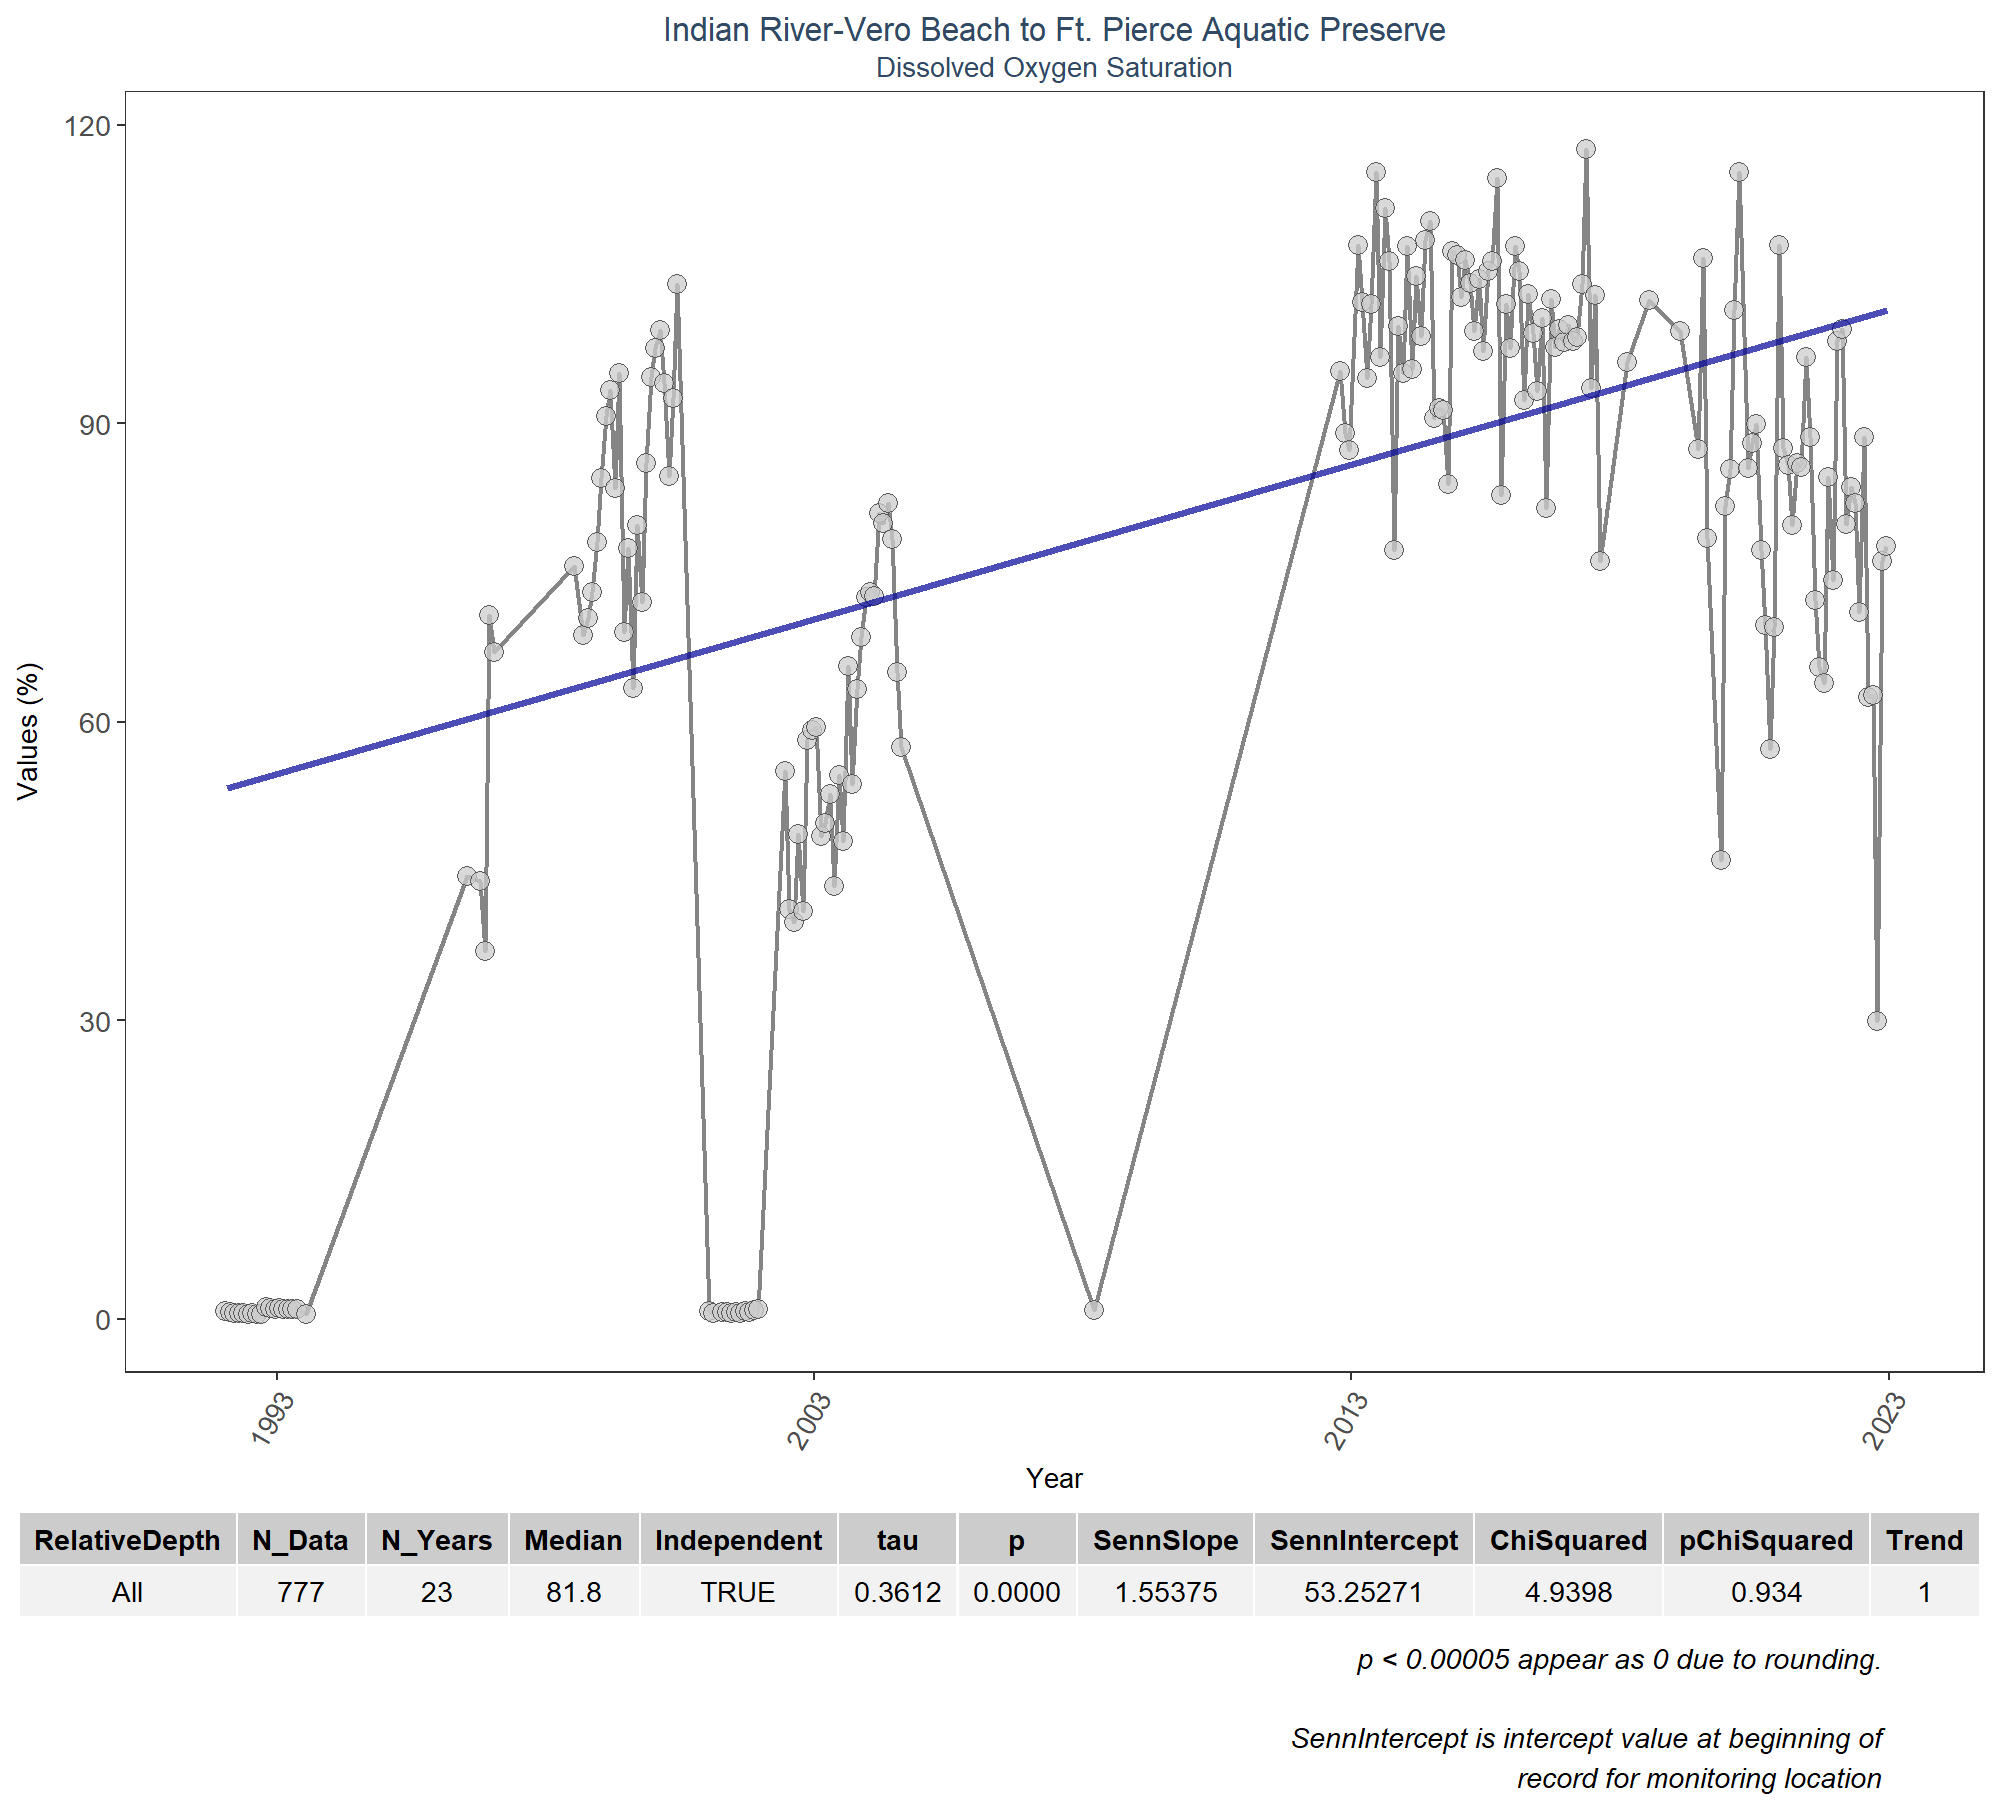 Indian River-Vero Beach to Ft. Pierce Aquatic Preserve
Dissolved Oxygen Saturation
120
90
60
30
0
Values (%)
1993
2003
2013
2023
Year
RelativeDepth N_Data N_Years Median Independent tau p SennSlope SennIntercept ChiSquared pChiSquared Trend
All 777 23 81.8 TRUE 0.3612 0.0000 1.55375 53.25271 4.9398 0.934 1
p < 0.00005 appear as 0 due to rounding.
SennIntercept is intercept value at beginning of
record for monitoring location